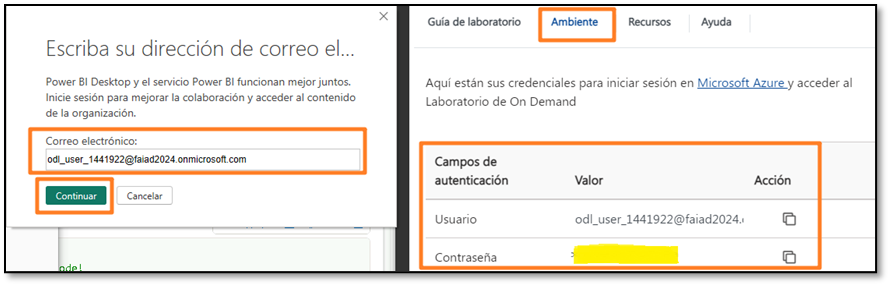 Escriba su dirección de correo el...
Power BI Desktop y el servicio Power BI funcionan mejor juntos.
Inicie sesión para mejorar la colaboración y acceder al contenido
de la organización.
Correo electrónico:
odl_user_1441922@faiad2024.onmicrosoft.com
Continuar Cancelar
Guía de laboratorio Ambiente Recursos Ayuda
Aquí están sus credenciales para iniciar sesión en Microsoft Azure y acceder al
Laboratorio de On Demand
Campos de
autenticación Valor Acción
Usuario odl_user_1441922@faiad2024.
Contraseña